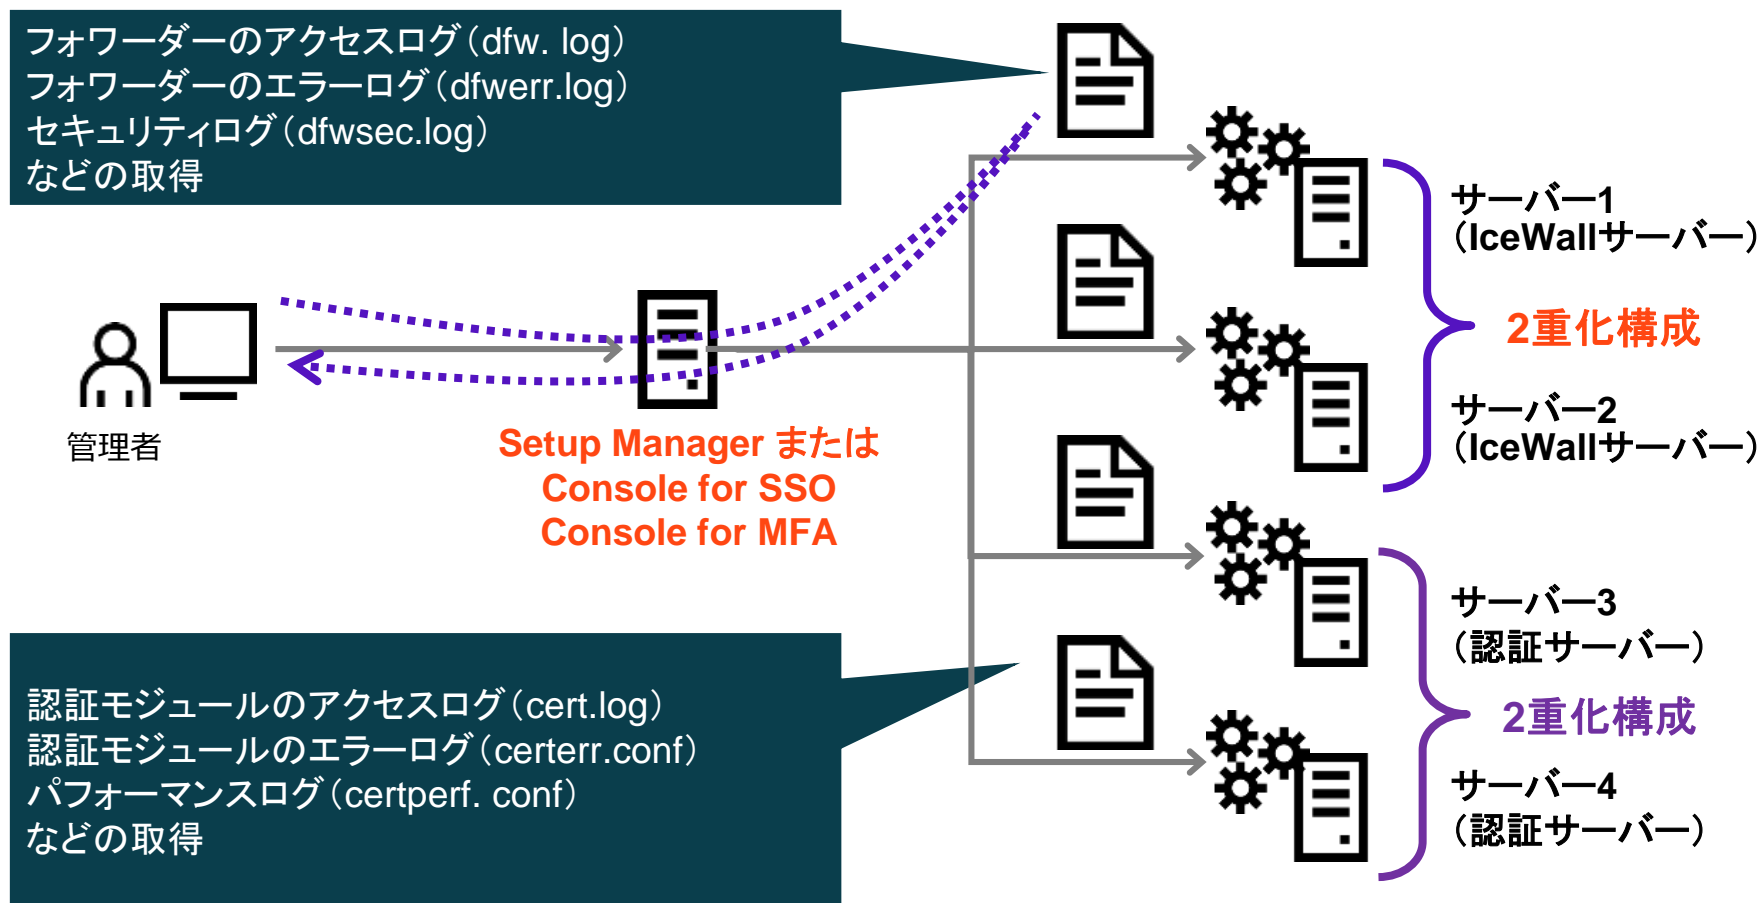 フォワーダーのアクセスログ（dfw. log）
フォワーダーのエラーログ（dfwerr.log）
セキュリティログ（dfwsec.log）
などの取得
サーバー1
（IceWallサーバー）
2重化構成
サーバー2
（IceWallサーバー）
管理者
Setup Manager または
Console for SSO
Console for MFA
サーバー3
（認証サーバー）
2重化構成
サーバー4
（認証サーバー）
認証モジュールのアクセスログ（cert.log）
認証モジュールのエラーログ（certerr.conf）
パフォーマンスログ（certperf. conf）
などの取得